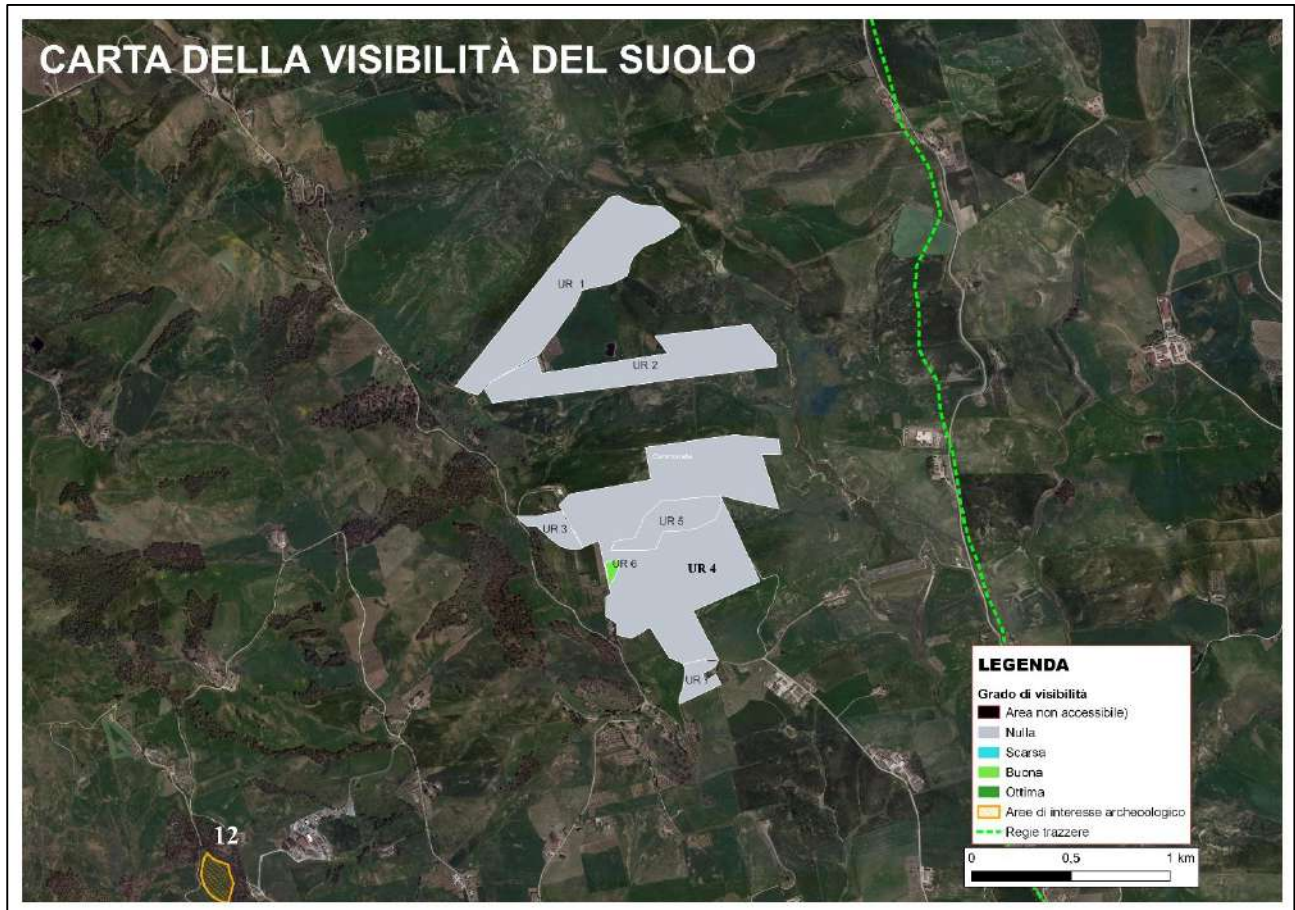 CARTA DELLA VISIBILITÀ DEL SUOLO
UR 1
UR 2
UR 3
UR 5
UR 6
UR 4
UR 7
12
LEGENDA
Grado di visibilità
Area non accessibile)
Nulla
Scarsa
Buona
Ottima
Aree di interesse archeologico
Regie trazzere
0 0,5 1 km